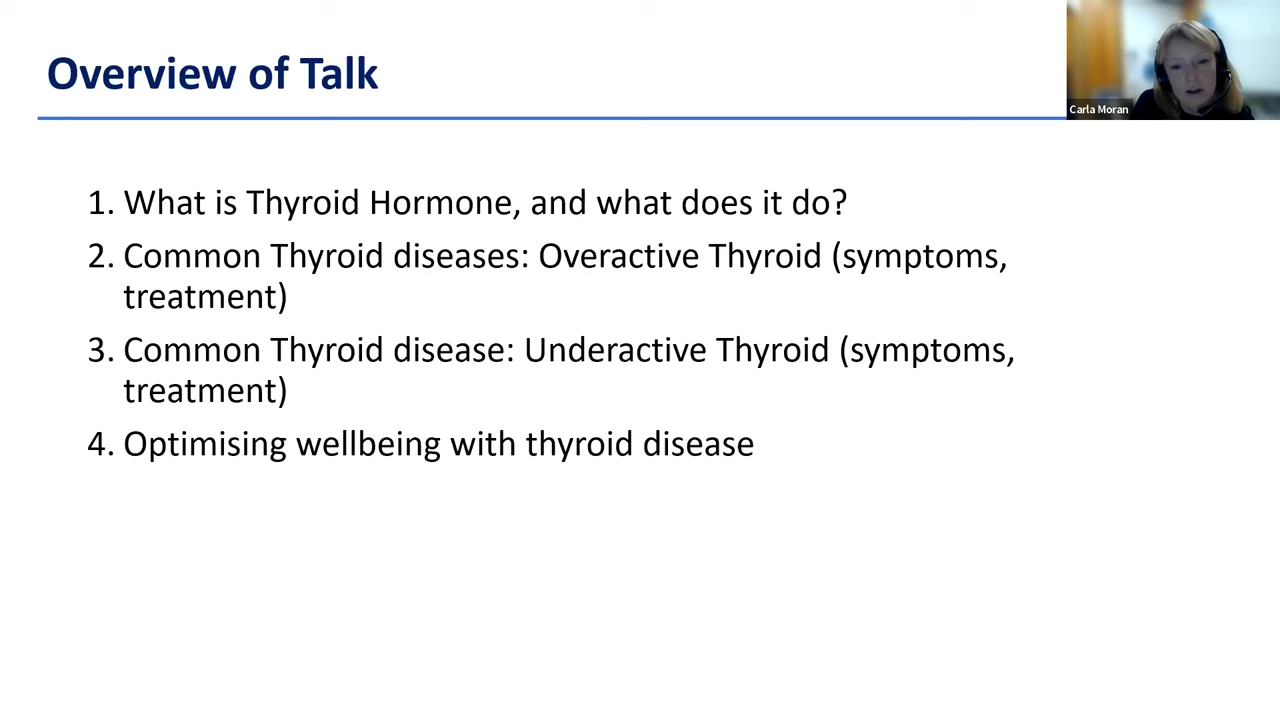 Overview of Talk
Carla Moran
1. What is Thyroid Hormone, and what does it do?
2. Common Thyroid diseases: Overactive Thyroid (symptoms,
treatment)
3. Common Thyroid disease: Underactive Thyroid (symptoms,
treatment)
4. Optimising wellbeing with thyroid disease